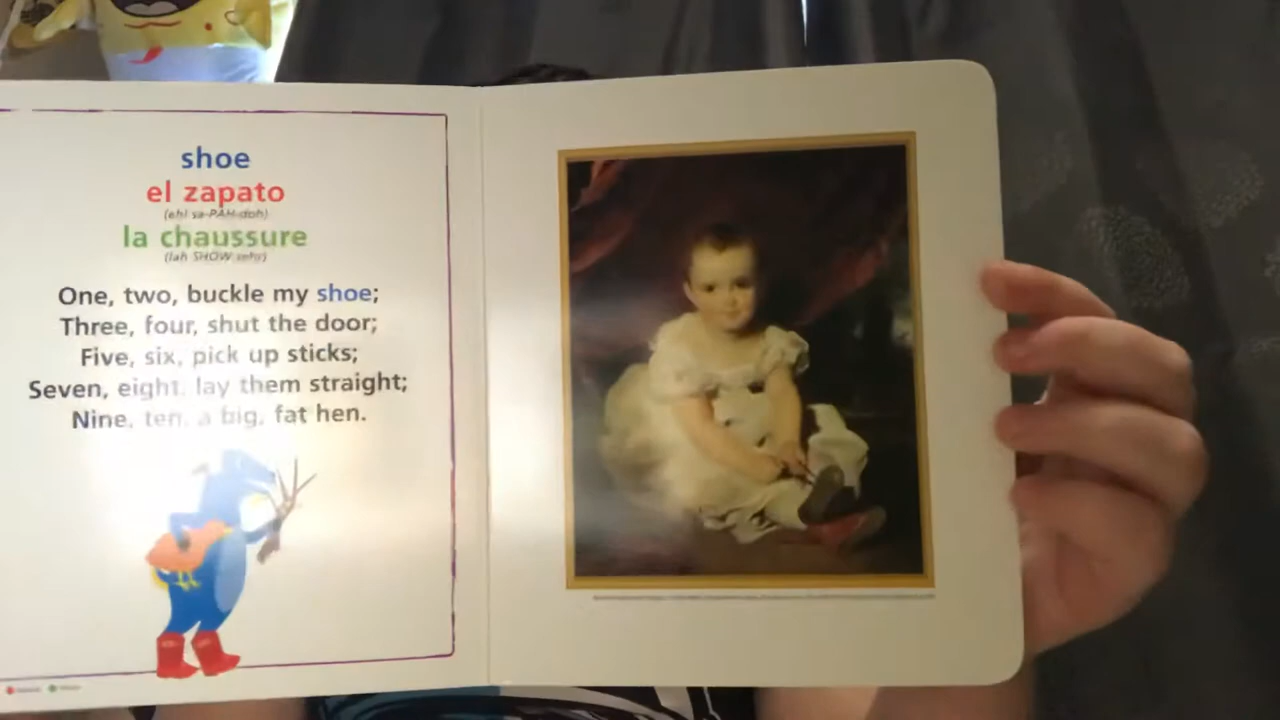 shoe
el zapato
(ehl sa-PAH-doh)
la chaussure
(lah SHOW-sehr)
One, two, buckle my shoe;
Three, four, shut the door;
Five, six, pick up sticks;
Seven, eight, lay them straight;
Nine, ten, a big, fat hen.